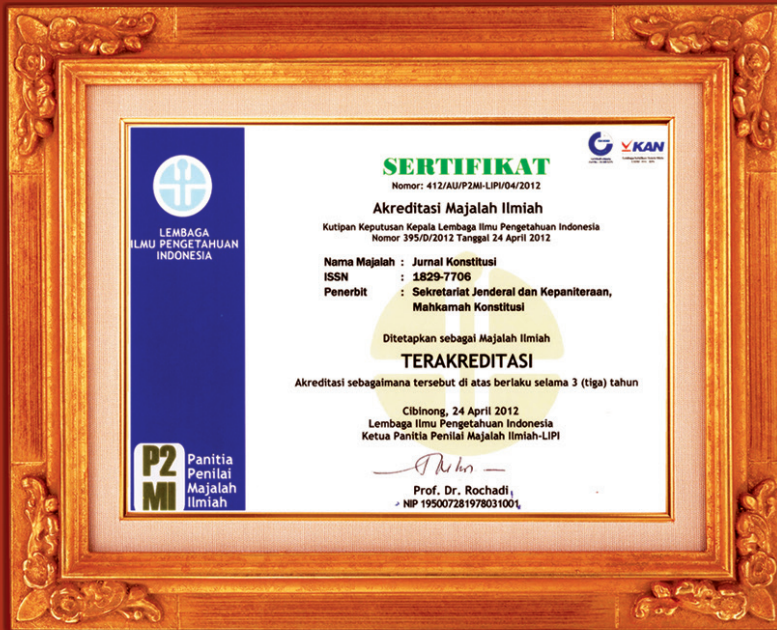 LEMBAGA
ILMU PENGETAHUAN
INDONESIA
P2
MI
Panitia
Penilai
Majalah
Ilmiah
KAN
SERTIFIKAT
Nomor: 412/AU/P2MI-LIPI/04/2012
Akreditasi Majalah Ilmiah
Kutipan Keputusan Kepala Lembaga Ilmu Pengetahuan Indonesia
Nomor 395/D/2012 Tanggal 24 April 2012
Nama Majalah : Jurnal Konstitusi
ISSN : 1829-7706
Penerbit : Sekretariat Jenderal dan Kepaniteraan,
Mahkamah Konstitusi
Ditetapkan sebagai Majalah Ilmiah
TERAKREDITASI
Akreditasi sebagaimana tersebut di atas berlaku selama 3 (tiga) tahun
Cibinong, 24 April 2012
Lembaga Ilmu Pengetahuan Indonesia
Ketua Panitia Penilai Majalah Ilmiah-LIPI
Prof. Dr. Rochadi
NIP 195007281978031001